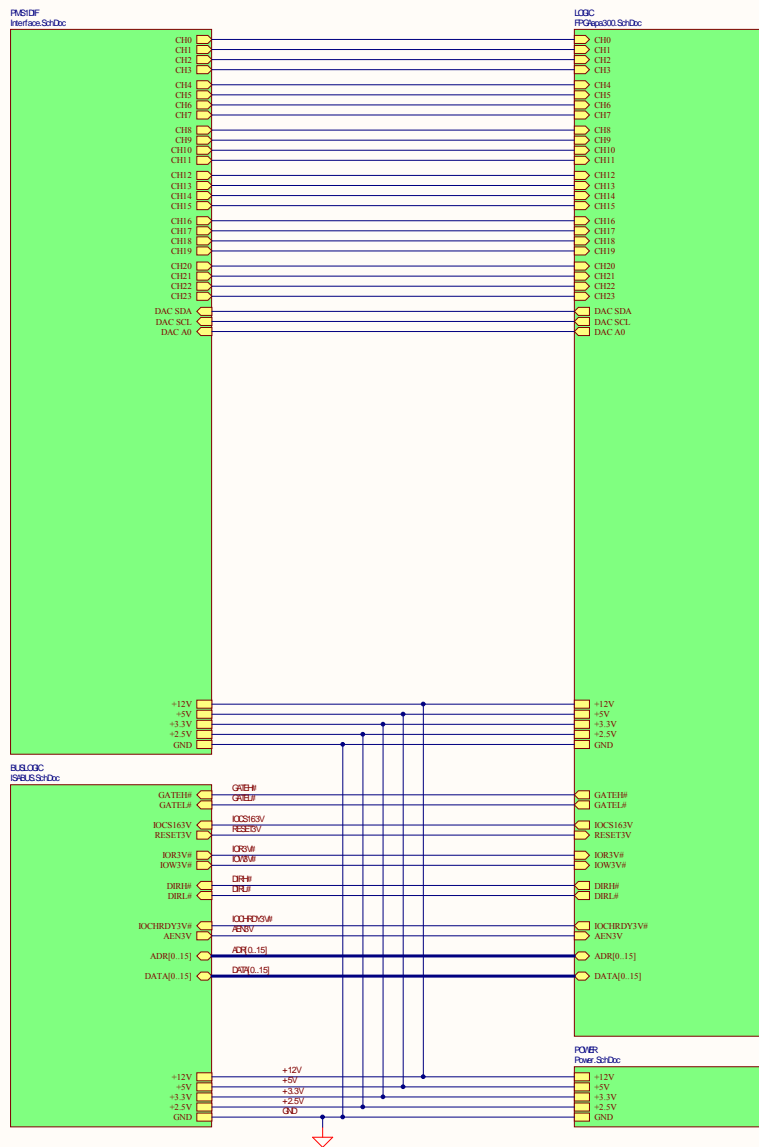 PMS1DIF
Interface.SchDoc
CH0
CH1
CH2
CH3
CH4
CH5
CH6
CH7
CH8
CH9
CH10
CH11
CH12
CH13
CH14
CH15
CH16
CH17
CH18
CH19
CH20
CH21
CH22
CH23
DAC SDA
DAC SCL
DAC A0
+12V
+5V
+3.3V
+2.5V
GND
LOGIC
FPGAepa300.SchDoc
CH0
CH1
CH2
CH3
CH4
CH5
CH6
CH7
CH8
CH9
CH10
CH11
CH12
CH13
CH14
CH15
CH16
CH17
CH18
CH19
CH20
CH21
CH22
CH23
DAC SDA
DAC SCL
DAC A0
+12V
+5V
+3.3V
+2.5V
GND
BUSLOGIC
ISABUS.SchDoc
GATEH# GATEH# GATEH#
GATEL# GATEL# GATEL#
IOCS163V IOCS163V IOCS163V
RESET3V RESET3V RESET3V
IOR3V# IOR3V# IOR3V#
IOW3V# IOW3V# IOW3V#
DIRH# DIRH# DIRH#
DIRL# DIRL# DIRL#
IOCHRDY3V# IOCHRDY3V# IOCHRDY3V#
AEN3V AEN3V AEN3V
ADR[0..15] ADR[0..15] ADR[0..15]
DATA[0..15] DATA[0..15] DATA[0..15]
POWER
Power.SchDoc
+12V +12V +12V
+5V +5V +5V
+3.3V +3.3V +3.3V
+2.5V +2.5V +2.5V
GND GND GND